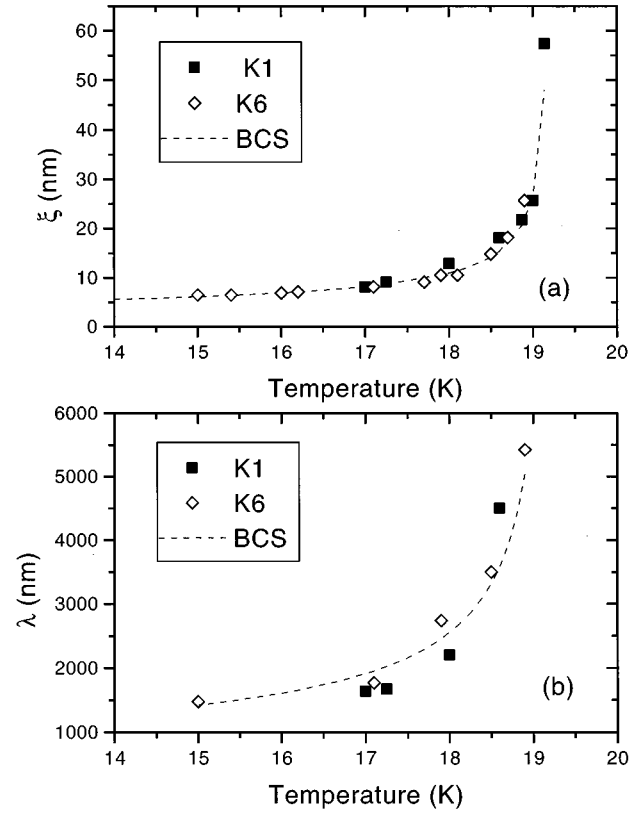 60
50
40
30
20
10
0
ξ (nm)
K1
K6
BCS
(a)
14 15 16 17 18 19 20
Temperature (K)
6000
5000
4000
3000
2000
1000
λ (nm)
K1
K6
BCS
(b)
14 15 16 17 18 19 20
Temperature (K)